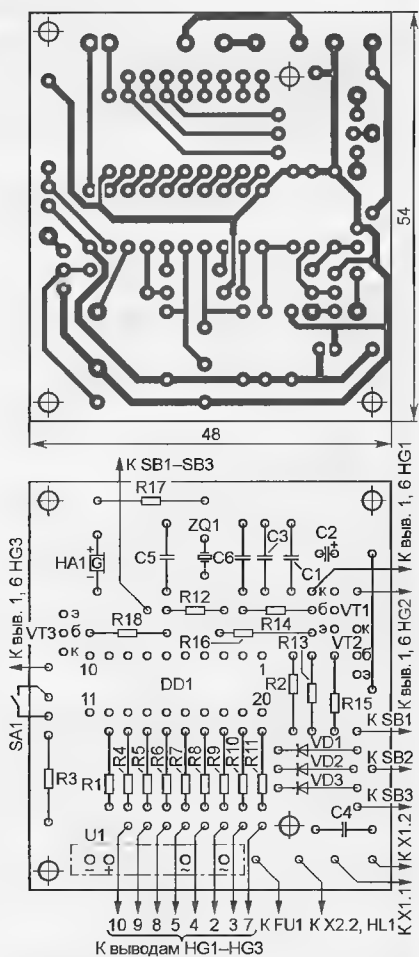 54
48
К SB1–SB3
R17
К выв. 1, 6 HG1
HA1
+
G
−
C5
ZQ1
C6
C3
C2
+
C1
К выв. 1, 6 HG3
R12
к
б
э
VT1
К выв. 1, 6 HG2
VT3
э
б
к
R18
R16
R14
R13
VT2
к
б
э
10
1
DD1
11
20
R2
R15
SA1
К SB1
R3
R1
R4
R5
R6
R7
R8
R9
R10
R11
VD1
VD2
VD3
К SB2
К SB3
U1
− + ~ ~
C4
К X1.2
К X1.1
10 9 8 5 4 2 3 7 К FU1 К X2.2, HL1
К выводам HG1–HG3